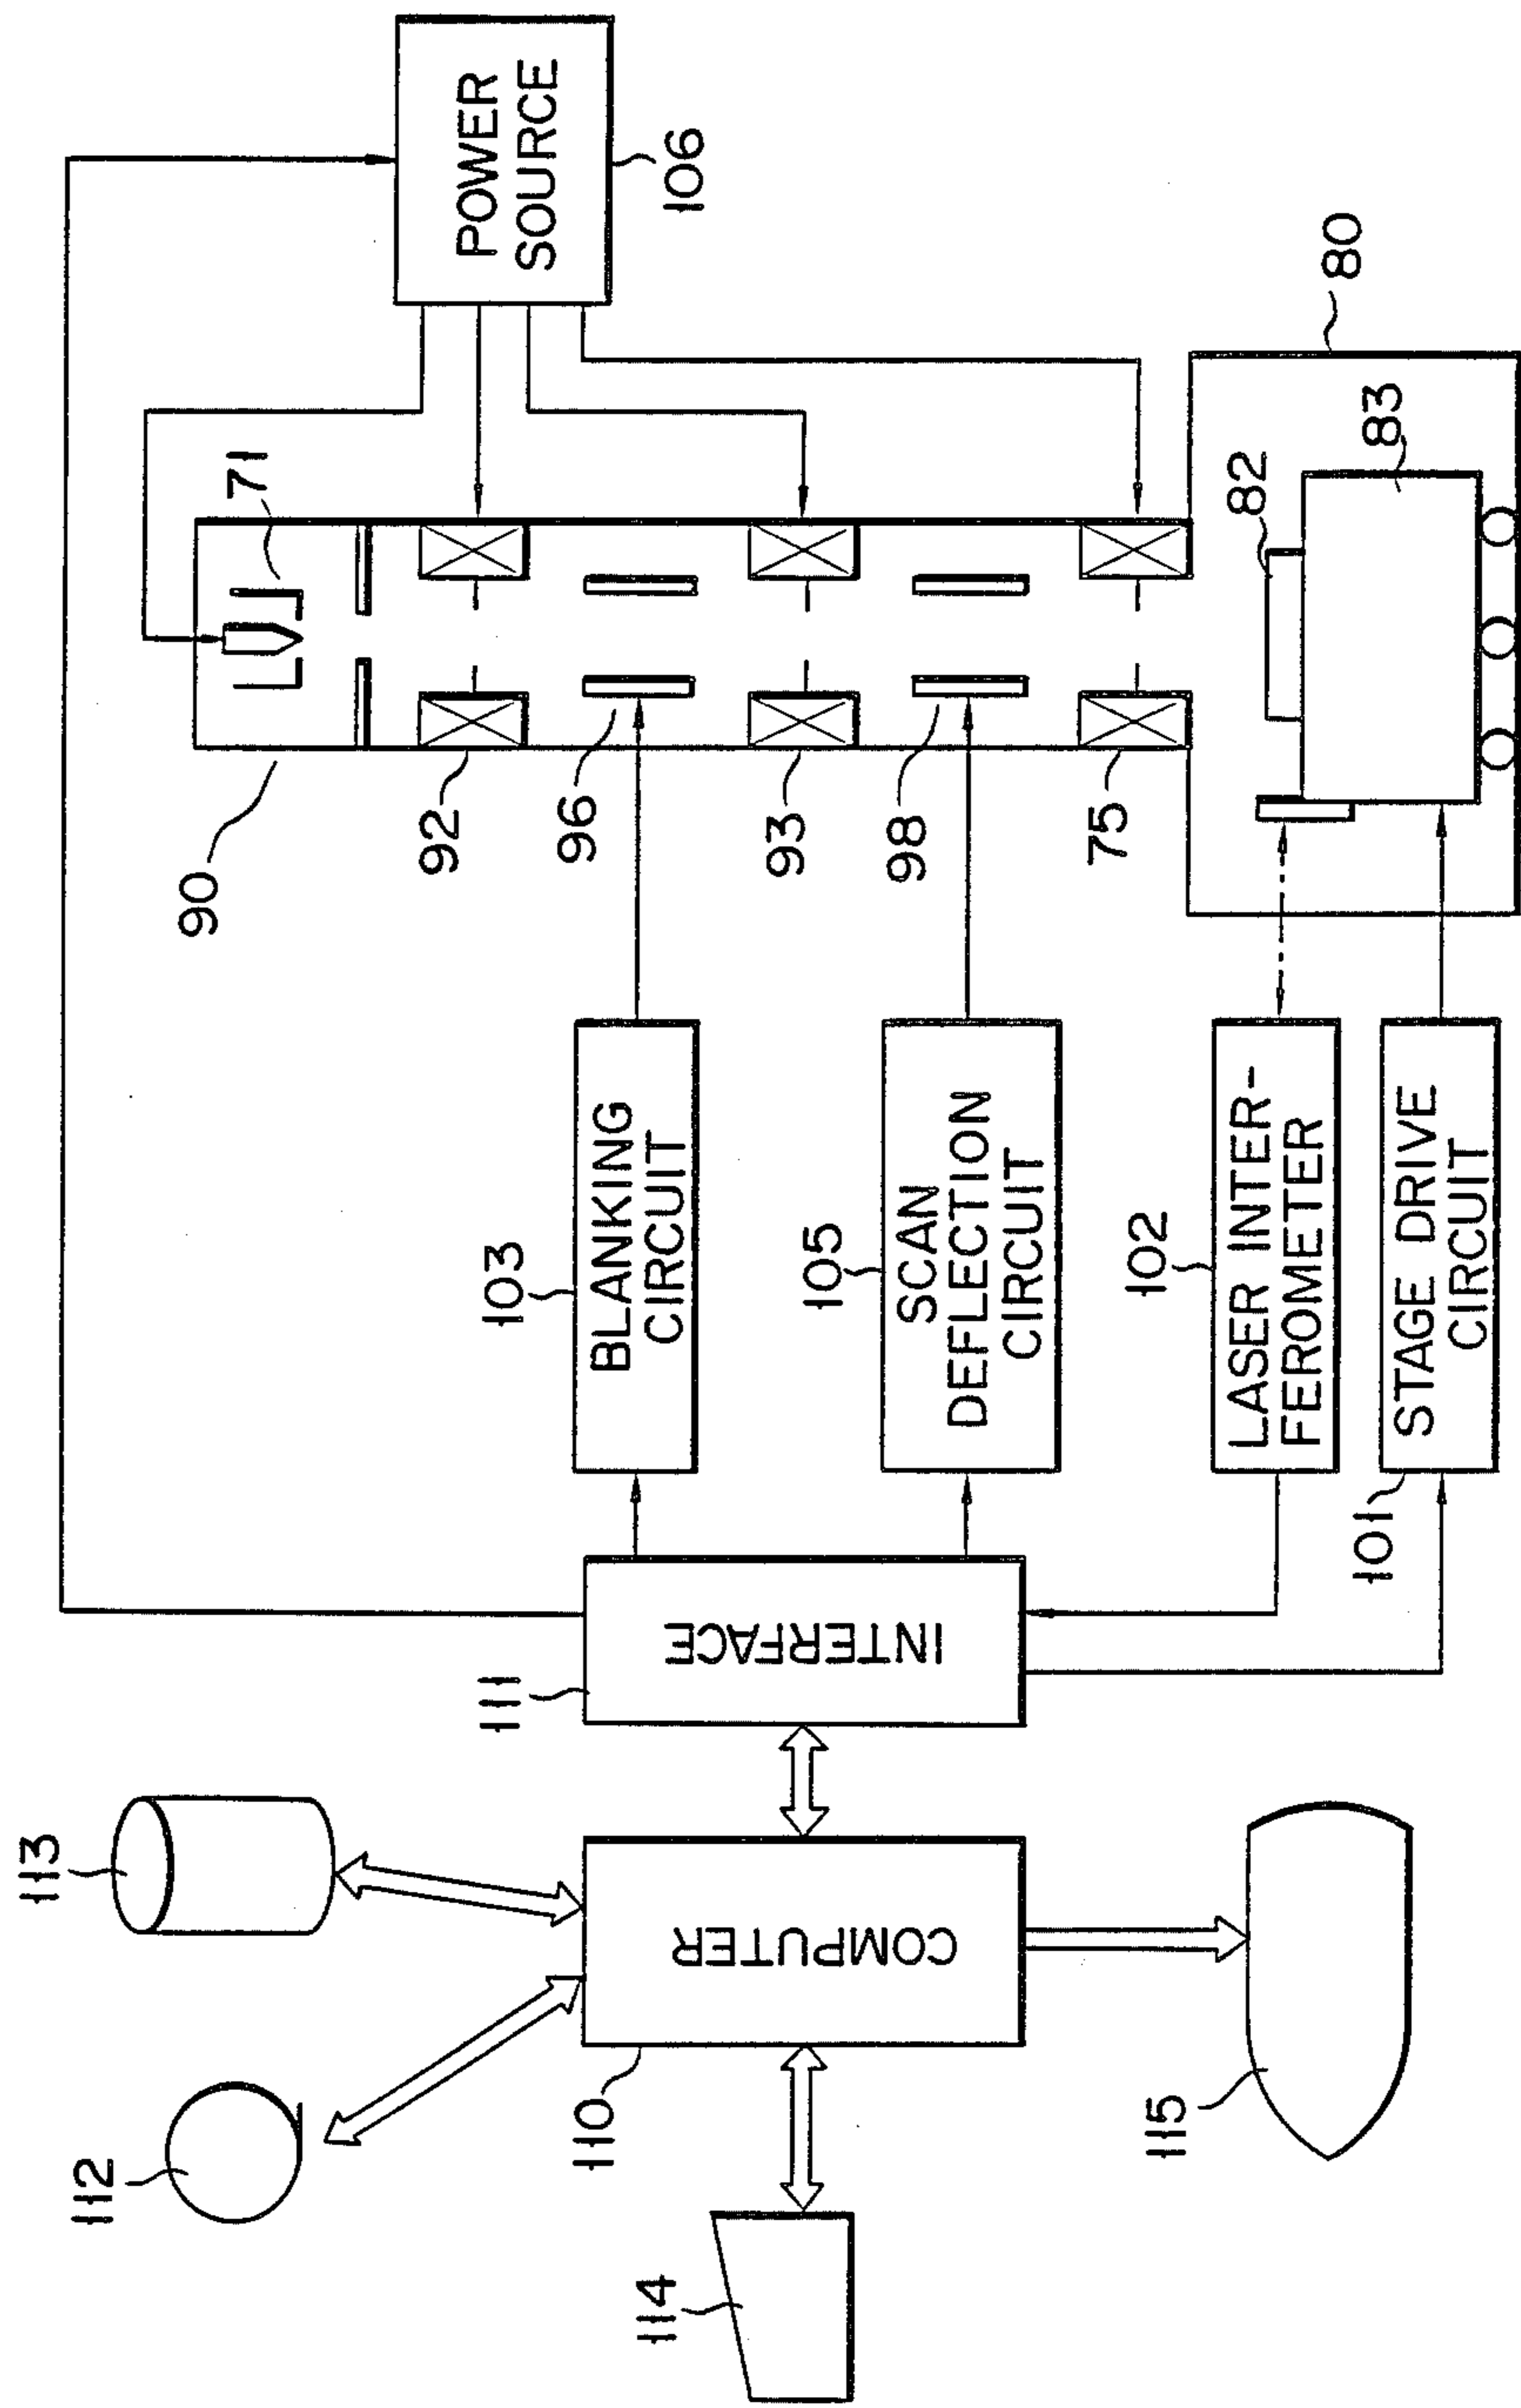 113
112
114
110
COMPUTER
115
111
INTERFACE
103
BLANKING
CIRCUIT
105
SCAN
DEFLECTION
CIRCUIT
102
LASER INTER-
FEROMETER
101
STAGE DRIVE
CIRCUIT
90
92
96
93
98
75
71
82
83
80
POWER
SOURCE
106